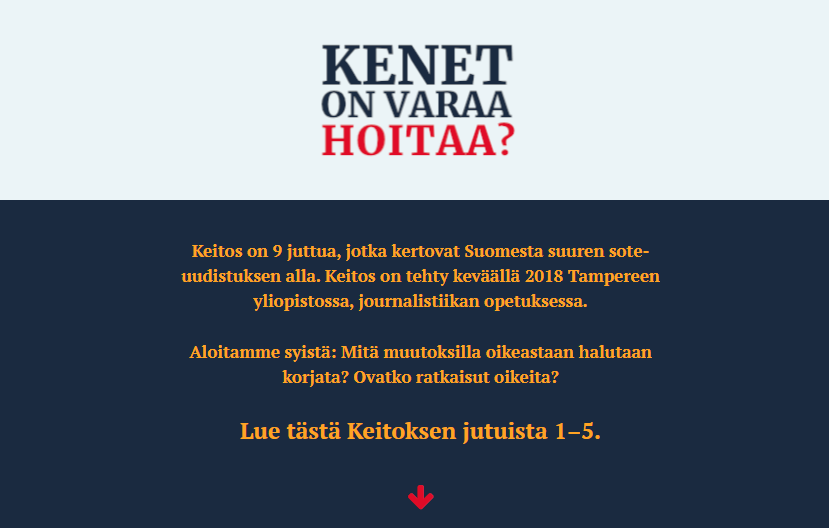 KENET
ON VARAA
HOITAA?
Keitos on 9 juttua, jotka kertovat Suomesta suuren sote-
uudistuksen alla. Keitos on tehty keväällä 2018 Tampereen
yliopistossa, journalistiikan opetuksessa.
Aloitamme syistä: Mitä muutoksilla oikeastaan halutaan
korjata? Ovatko ratkaisut oikeita?
Lue tästä Keitoksen jutuista 1–5.